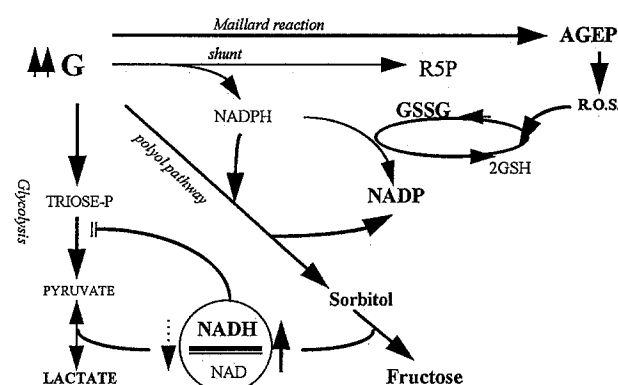 Maillard reaction
AGEP
G
shunt
R5P
R.O.S.
NADPH
GSSG
2GSH
polyol pathway
NADP
Glycolysis
TRIOSE-P
PYRUVATE
Sorbitol
NADH
NAD
LACTATE
Fructose